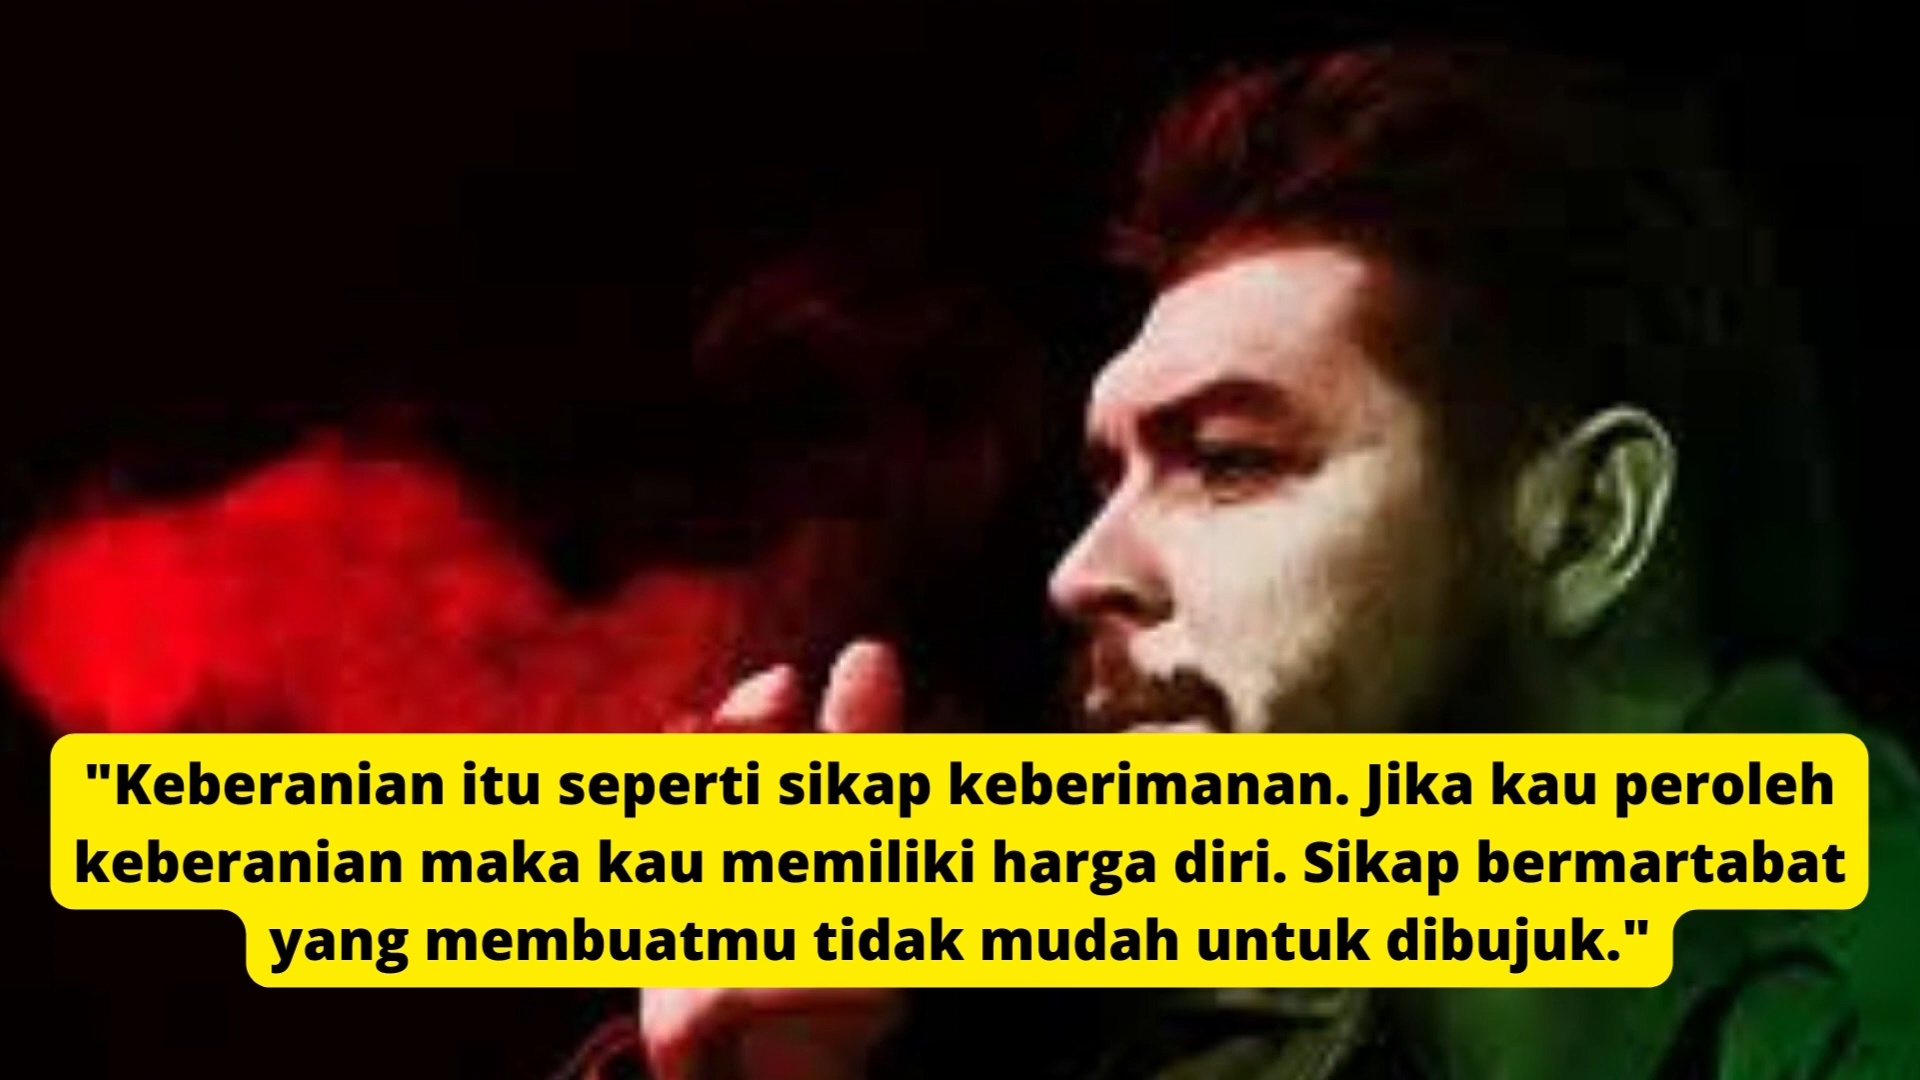 "Keberanian itu seperti sikap keberimanan. Jika kau peroleh
keberanian maka kau memiliki harga diri. Sikap bermartabat
yang membuatmu tidak mudah untuk dibujuk."